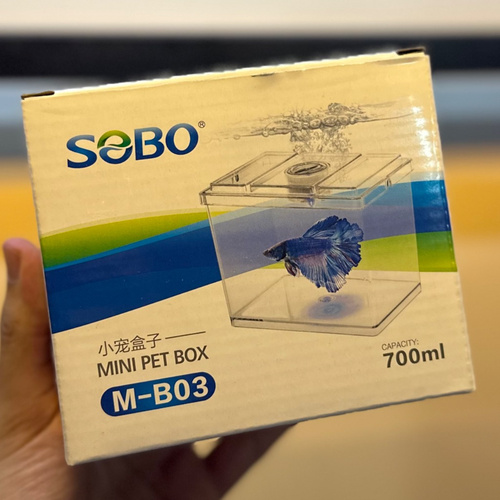 SOBO®
小宠盒子
MINI PET BOX
M-B03
CAPACITY:
700ml